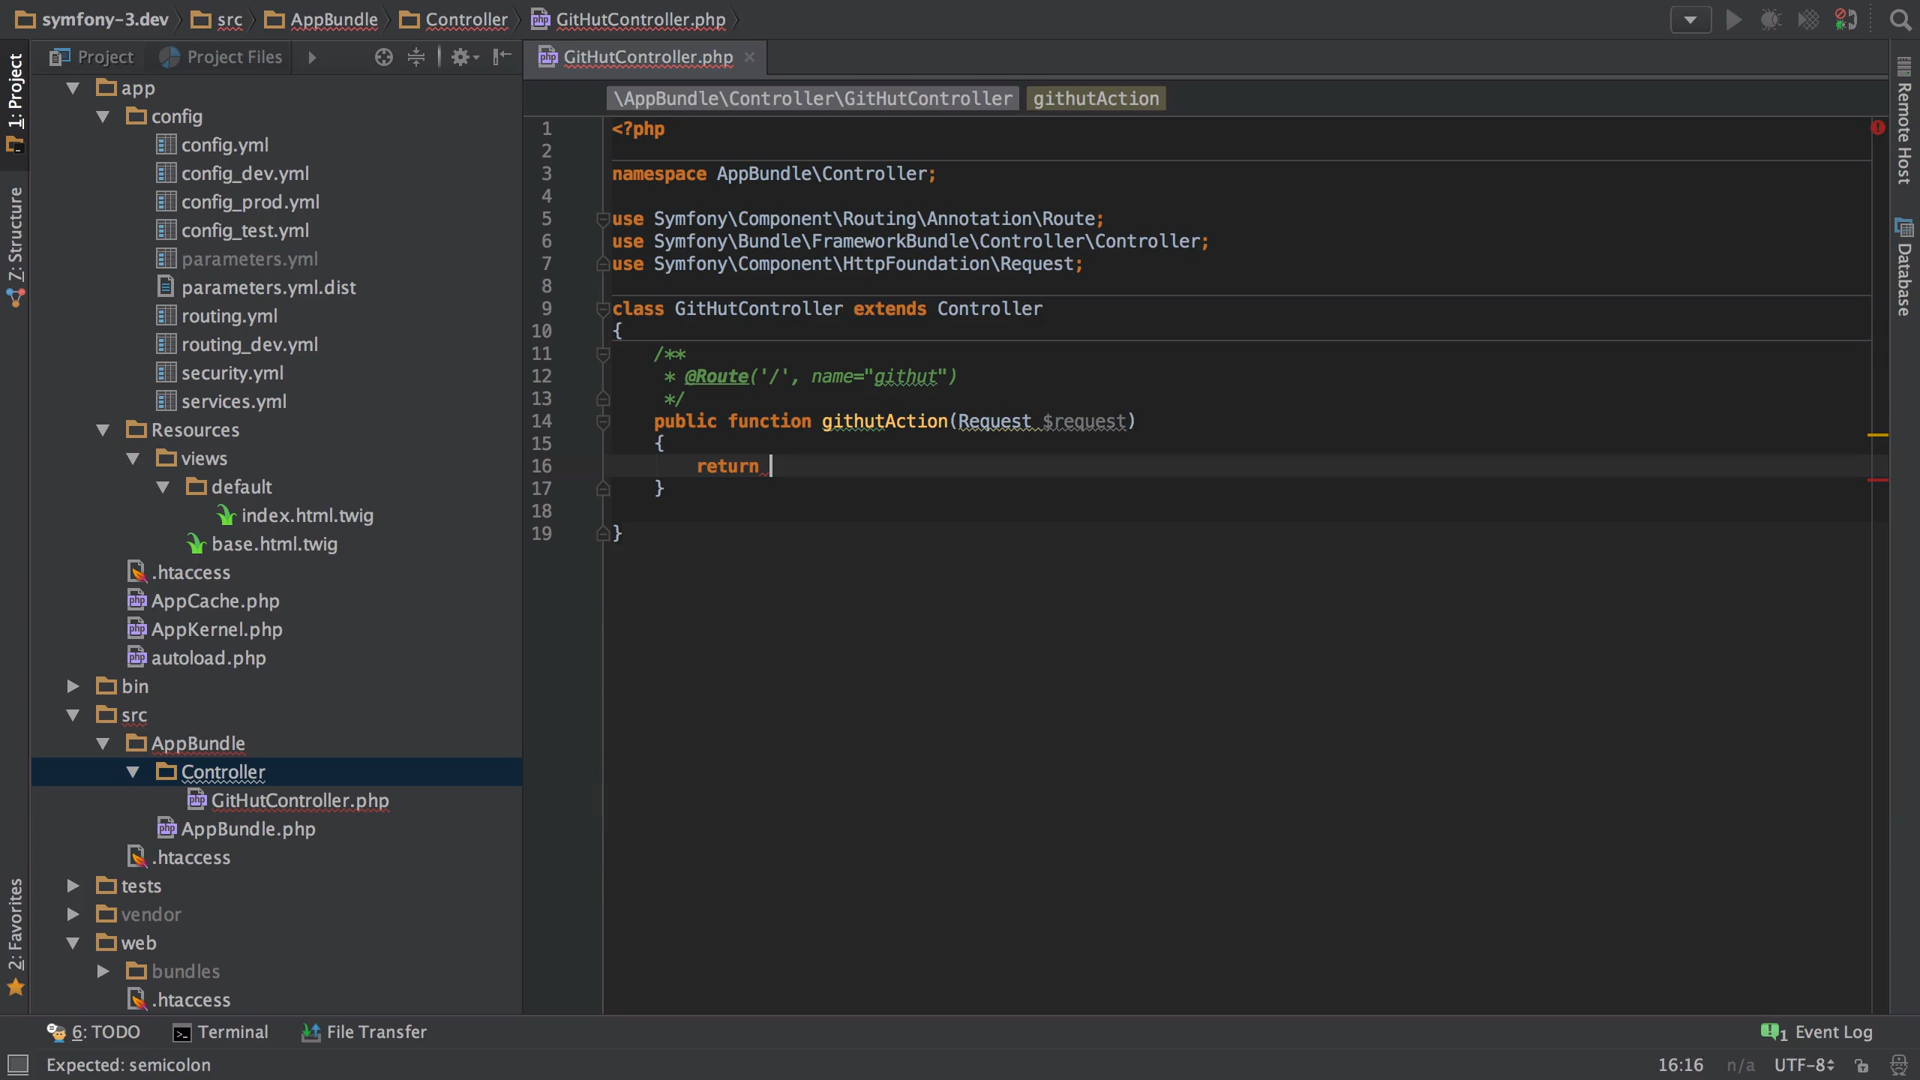 symfony-3.dev src AppBundle Controller GitHutController.php
1: Project
Z: Structure
2: Favorites
Project Project Files
app
config
config.yml
config_dev.yml
config_prod.yml
config_test.yml
parameters.yml
parameters.yml.dist
routing.yml
routing_dev.yml
security.yml
services.yml
Resources
views
default
index.html.twig
base.html.twig
.htaccess
AppCache.php
AppKernel.php
autoload.php
bin
src
AppBundle
Controller
GitHutController.php
AppBundle.php
.htaccess
tests
vendor
web
bundles
.htaccess
GitHutController.php
\AppBundle\Controller\GitHutController githutAction
1 <?php
2
3 namespace AppBundle\Controller;
4
5 use Symfony\Component\Routing\Annotation\Route;
6 use Symfony\Bundle\FrameworkBundle\Controller\Controller;
7 use Symfony\Component\HttpFoundation\Request;
8
9 class GitHutController extends Controller
10 {
11 /**
12 * @Route('/', name="githut")
13 */
14 public function githutAction(Request $request)
15 {
16 return
17 }
18
19 }
Remote Host
Database
6: TODO Terminal File Transfer
1 Event Log
Expected: semicolon
16:16 n/a UTF-8